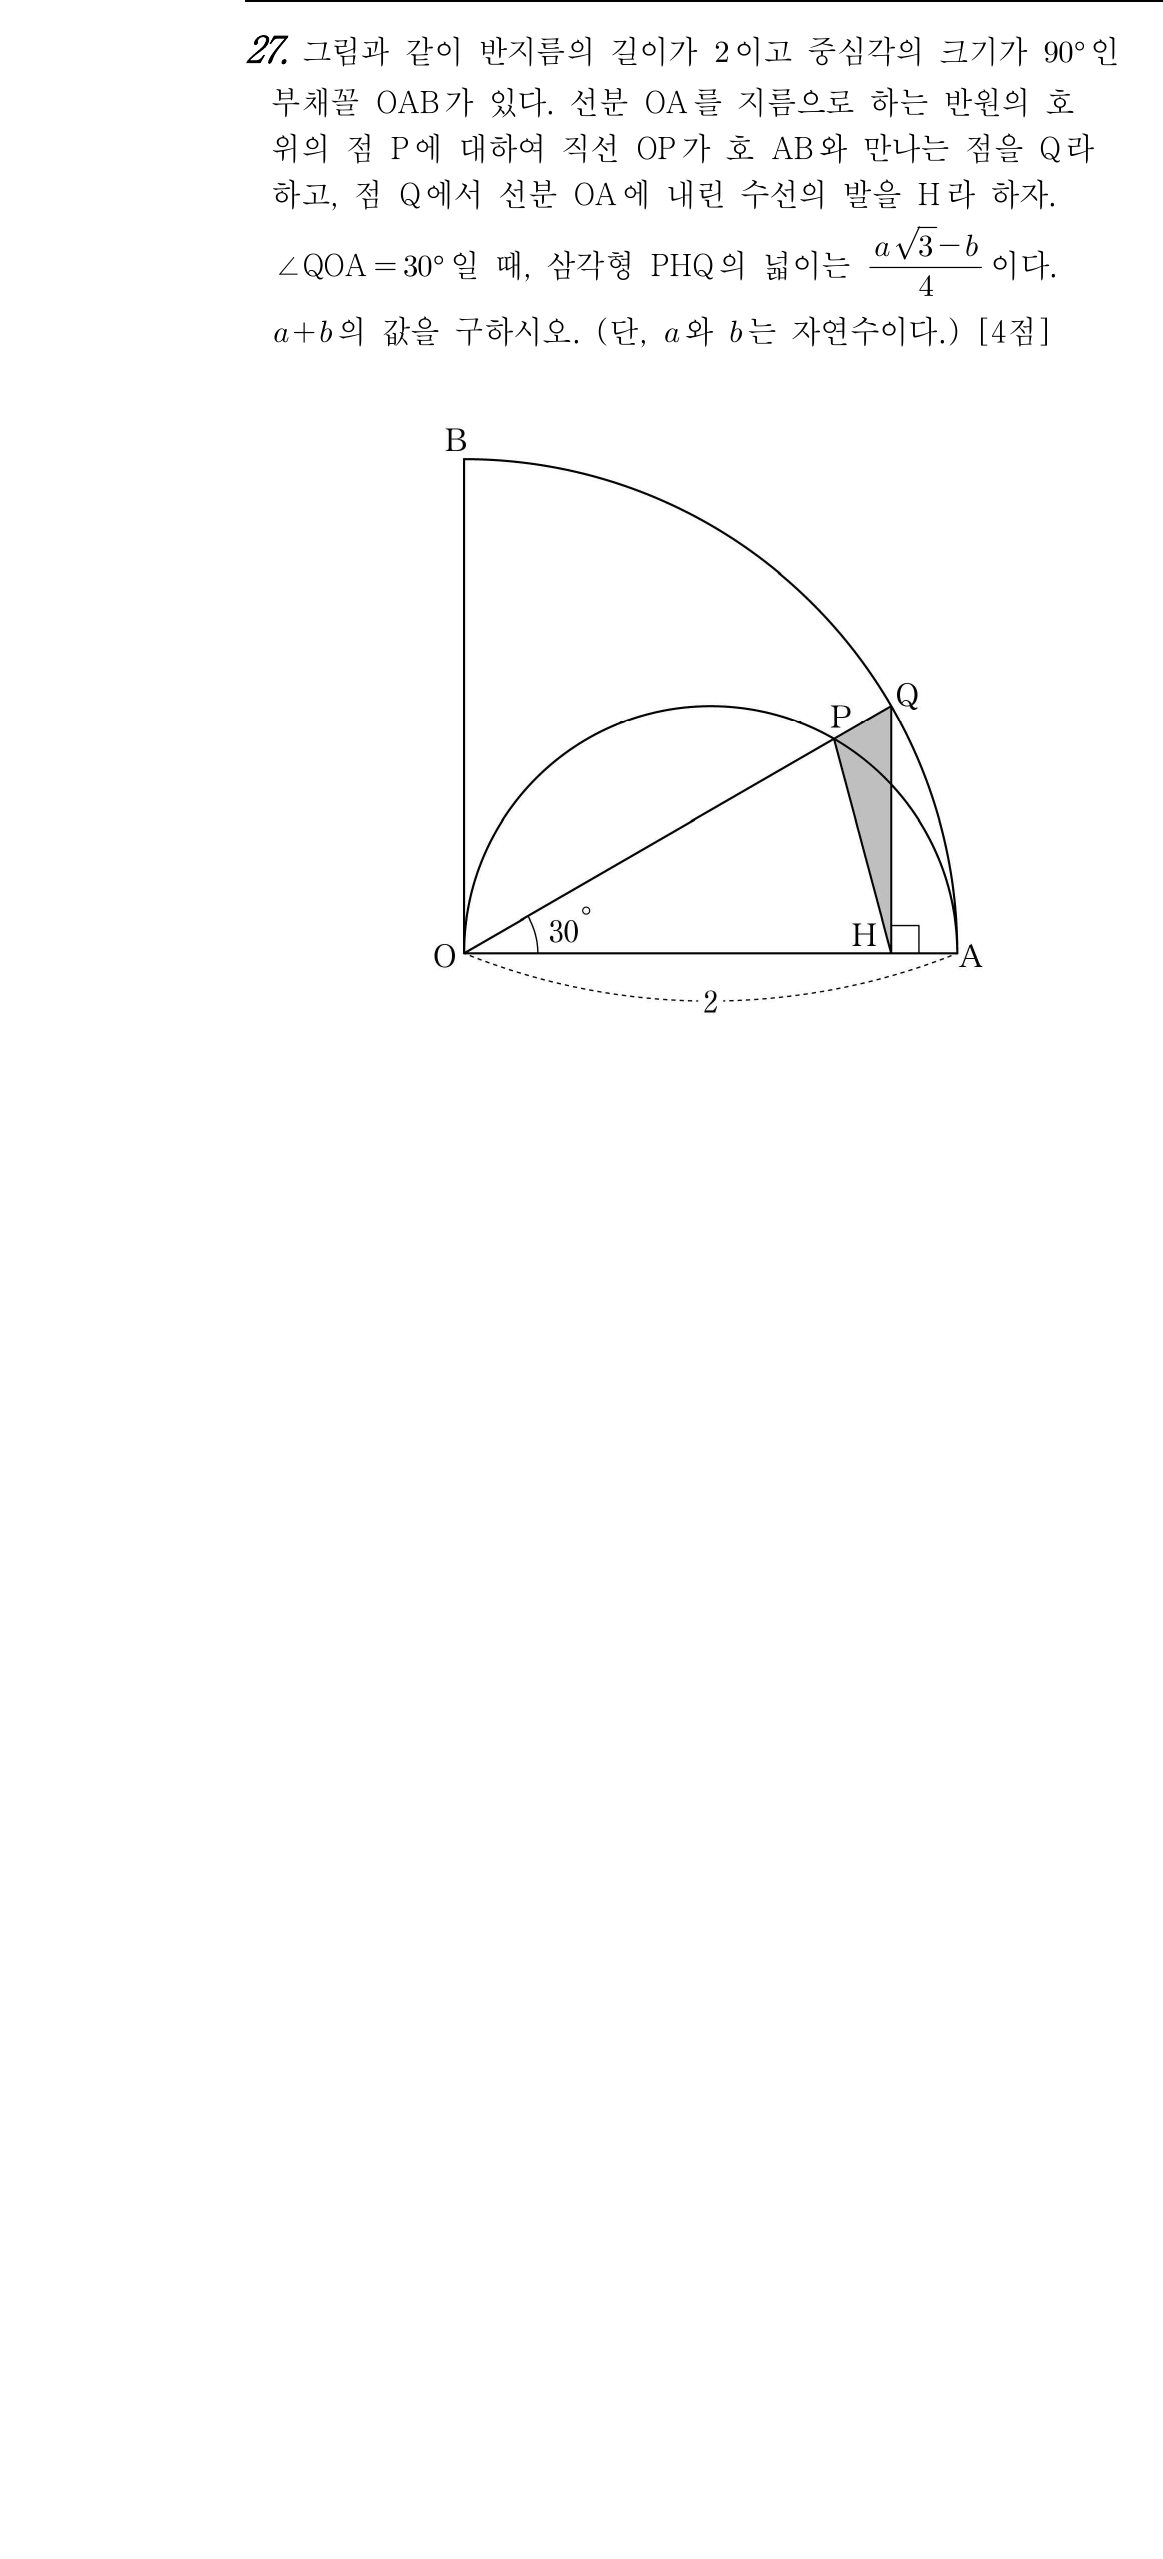 27. 그림과 같이 반지름의 길이가 2이고 중심각의 크기가 90°인
부채꼴 OAB가 있다. 선분 OA를 지름으로 하는 반원의 호
위의 점 P에 대하여 직선 OP가 호 AB와 만나는 점을 Q라
하고, 점 Q에서 선분 OA에 내린 수선의 발을 H라 하자.
∠QOA=30°일 때, 삼각형 PHQ의 넓이는 (a√3−b)/4 이다.
a+b의 값을 구하시오. (단, a와 b는 자연수이다.) [4점]
B
Q
P
30°
H
O
A
2